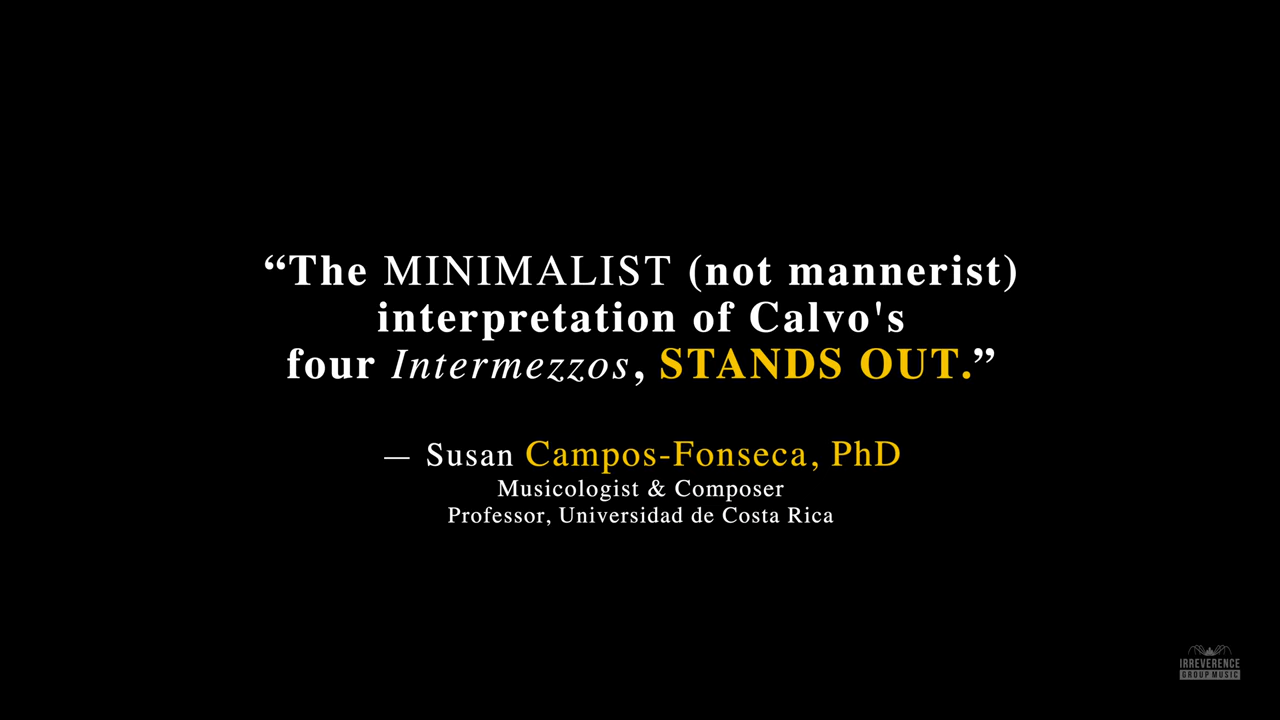 “The MINIMALIST (not mannerist)
interpretation of Calvo's
four Intermezzos, STANDS OUT.”
— Susan Campos-Fonseca, PhD
Musicologist & Composer
Professor, Universidad de Costa Rica
IRREVERENCE
GROUP MUSIC